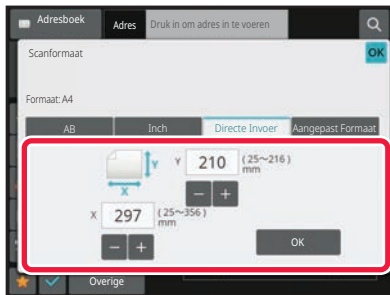 Adresboek
Adres
Druk in om adres in te voeren
Scanformaat
OK
Formaat: A4
AB
Inch
Directe Invoer
Aangepast Formaat
Y
Y 210 (25~216) mm
X
− +
X 297 (25~356) mm
− +
OK
Overige